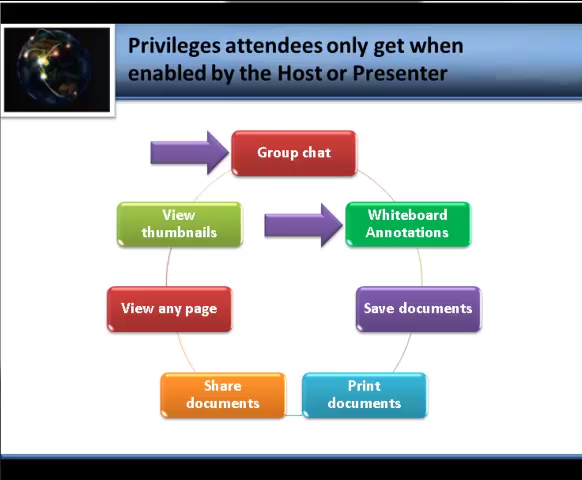 Privileges attendees only get when
enabled by the Host or Presenter
Group chat
Whiteboard
Annotations
Save documents
Print
documents
Share
documents
View any page
View
thumbnails